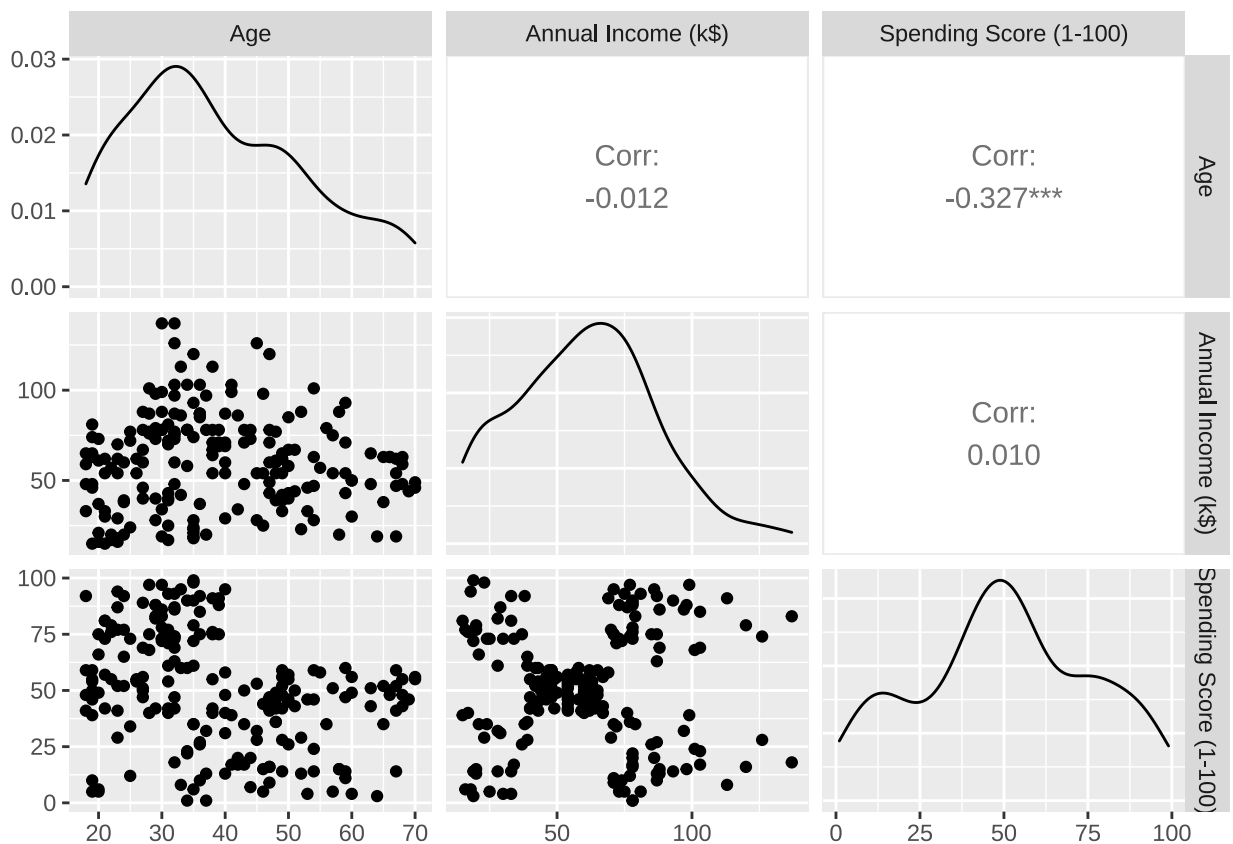 Age
Annual Income (k$)
Spending Score (1-100)
0.03
0.02
0.01
0.00
Corr:
-0.012
Corr:
-0.327***
Age
100
50
Corr:
0.010
Annual Income (k$)
100
75
50
25
0
Spending Score (1-100)
20 30 40 50 60 70
50 100
0 25 50 75 100